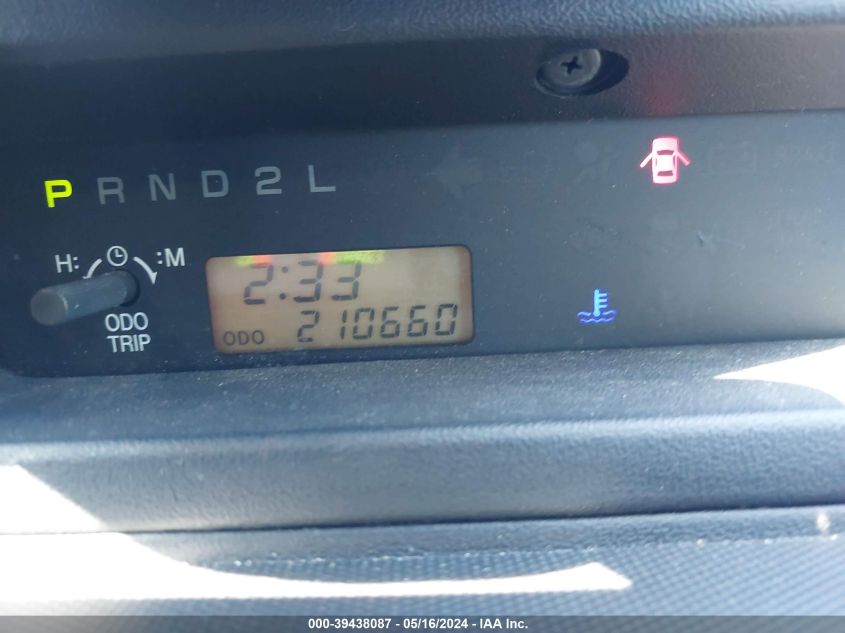 P R N D 2 L
H: :M
2:33
ODO 210660
ODO
TRIP
000-39438087 - 05/16/2024 - IAA Inc.